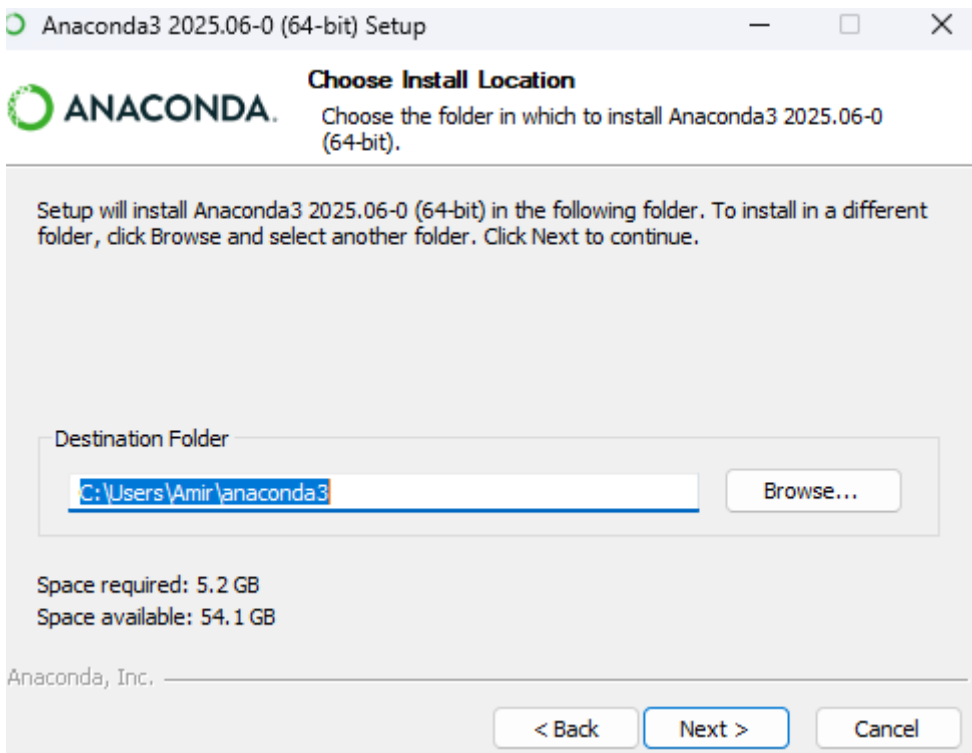 Anaconda3 2025.06-0 (64-bit) Setup
ANACONDA.
Choose Install Location
Choose the folder in which to install Anaconda3 2025.06-0
(64-bit).
Setup will install Anaconda3 2025.06-0 (64-bit) in the following folder. To install in a different
folder, click Browse and select another folder. Click Next to continue.
Destination Folder
C:\Users\Amir\anaconda3
Browse...
Space required: 5.2 GB
Space available: 54.1 GB
Anaconda, Inc.
< Back
Next >
Cancel